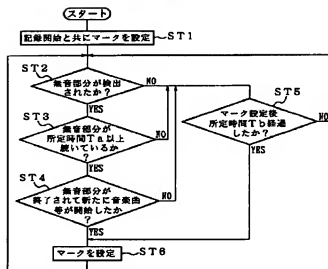 スタート
記録開始と共にマークを設定
ST1
ST2
無音部分が検出
されたか?
NO
YES
ST3
無音部分が
所定時間Ta以上
続いているか
?
NO
YES
ST5
マーク設定後
所定時間Tb経過
したか?
NO
YES
ST4
無音部分が
終了されて新たに音楽曲
等が開始したか
?
NO
YES
マークを設定
ST6